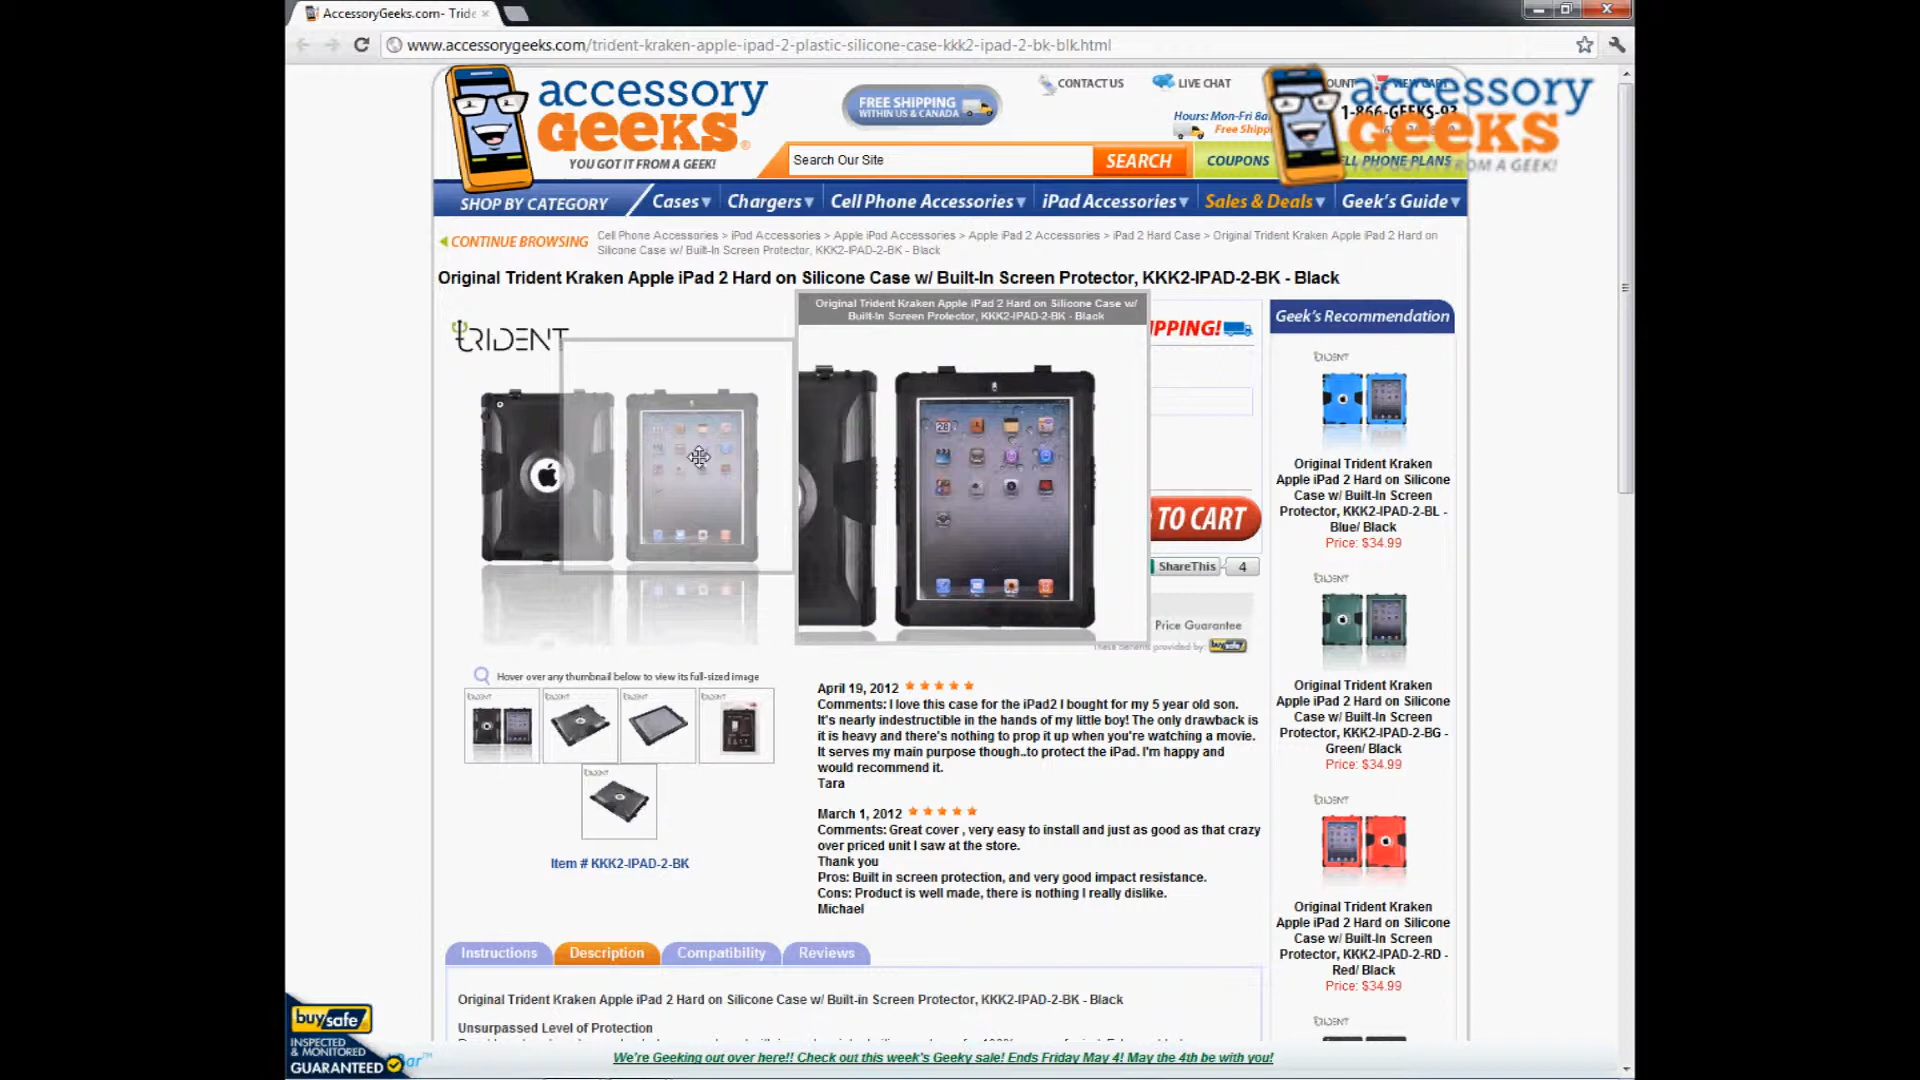 AccessoryGeeks.com- Tride
www.accessorygeeks.com/trident-kraken-apple-ipad-2-plastic-silicone-case-kkk2-ipad-2-bk-blk.html
accessory
GEEKS®
YOU GOT IT FROM A GEEK!
FREE SHIPPING
WITHIN US & CANADA
CONTACT US
LIVE CHAT
Hours: Mon-Fri 8a
Free Shipp
1-866-GEEKS-93
accessory
GEEKS
FROM A GEEK!
Search Our Site
SEARCH
COUPONS
LL PHONE PLANS
SHOP BY CATEGORY
Cases
Chargers
Cell Phone Accessories
iPad Accessories
Sales & Deals
Geek's Guide
CONTINUE BROWSING
Cell Phone Accessories > iPod Accessories > Apple iPod Accessories > Apple iPad 2 Accessories > iPad 2 Hard Case > Original Trident Kraken Apple iPad 2 Hard on
Silicone Case w/ Built-In Screen Protector, KKK2-IPAD-2-BK - Black
Original Trident Kraken Apple iPad 2 Hard on Silicone Case w/ Built-In Screen Protector, KKK2-IPAD-2-BK - Black
TRIDENT
Original Trident Kraken Apple iPad 2 Hard on Silicone Case w/
Built-In Screen Protector, KKK2-IPAD-2-BK - Black
28
IPPING!
TO CART
ShareThis
4
Price Guarantee
These benefits provided by: buySAFE
Hover over any thumbnail below to view its full-sized image
TRIDENT
TRIDENT
TRIDENT
TRIDENT
TRIDENT
Item # KKK2-IPAD-2-BK
April 19, 2012
Comments: I love this case for the iPad2 I bought for my 5 year old son.
It's nearly indestructible in the hands of my little boy! The only drawback is
it is heavy and there's nothing to prop it up when you're watching a movie.
It serves my main purpose though..to protect the iPad. I'm happy and
would recommend it.
Tara
March 1, 2012
Comments: Great cover , very easy to install and just as good as that crazy
over priced unit I saw at the store.
Thank you
Pros: Built in screen protection, and very good impact resistance.
Cons: Product is well made, there is nothing I really dislike.
Michael
Geek's Recommendation
TRIDENT
Original Trident Kraken
Apple iPad 2 Hard on Silicone
Case w/ Built-In Screen
Protector, KKK2-IPAD-2-BL -
Blue/ Black
Price: $34.99
TRIDENT
Original Trident Kraken
Apple iPad 2 Hard on Silicone
Case w/ Built-In Screen
Protector, KKK2-IPAD-2-BG -
Green/ Black
Price: $34.99
TRIDENT
Original Trident Kraken
Apple iPad 2 Hard on Silicone
Case w/ Built-In Screen
Protector, KKK2-IPAD-2-RD -
Red/ Black
Price: $34.99
TRIDENT
Instructions
Description
Compatibility
Reviews
Original Trident Kraken Apple iPad 2 Hard on Silicone Case w/ Built-in Screen Protector, KKK2-IPAD-2-BK - Black
Unsurpassed Level of Protection
buySAFE
INSPECTED
& MONITORED
GUARANTEED
We're Geeking out over here!! Check out this week's Geeky sale! Ends Friday May 4! May the 4th be with you!